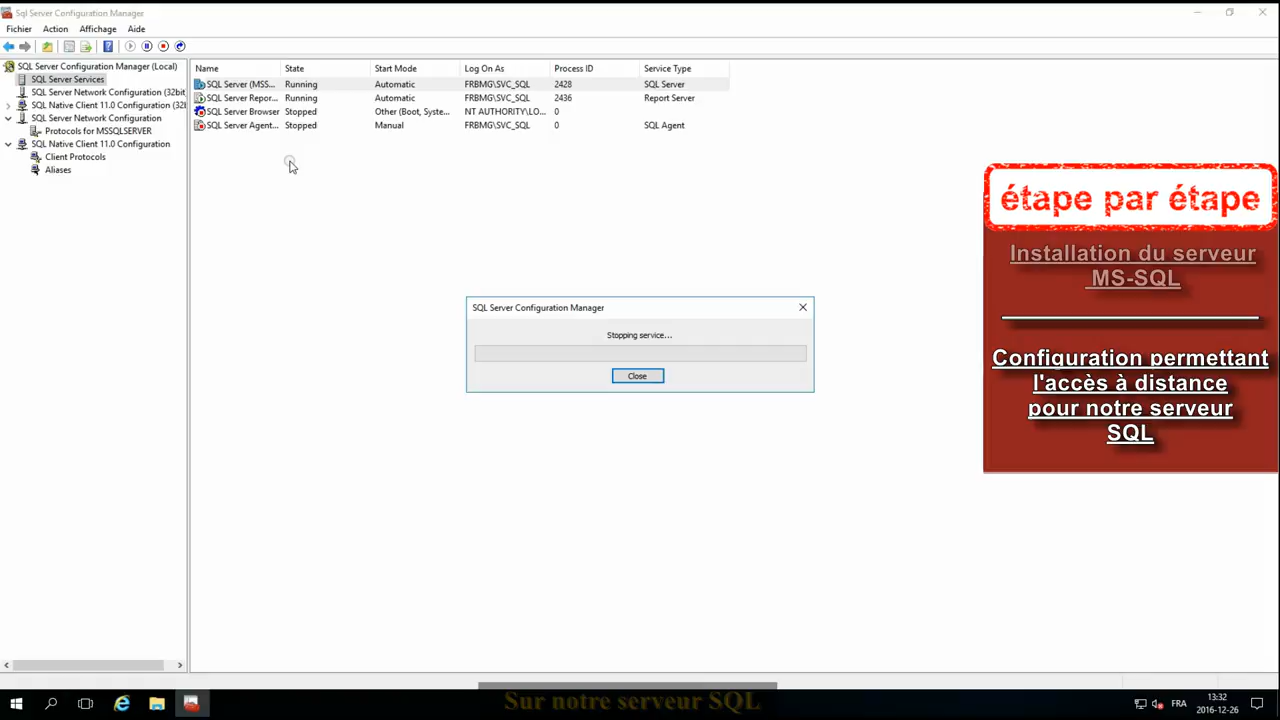 Sql Server Configuration Manager
Fichier Action Affichage Aide
SQL Server Configuration Manager (Local)
SQL Server Services
SQL Server Network Configuration (32bit
SQL Native Client 11.0 Configuration (32b
SQL Server Network Configuration
Protocols for MSSQLSERVER
SQL Native Client 11.0 Configuration
Client Protocols
Aliases
Name State Start Mode Log On As Process ID Service Type
SQL Server (MSS... Running Automatic FRBMG\SVC_SQL 2428 SQL Server
SQL Server Repor... Running Automatic FRBMG\SVC_SQL 2436 Report Server
SQL Server Browser Stopped Other (Boot, Syste... NT AUTHORITY\LO... 0
SQL Server Agent... Stopped Manual FRBMG\SVC_SQL 0 SQL Agent
SQL Server Configuration Manager
Stopping service...
Close
étape par étape
Installation du serveur
MS-SQL
Configuration permettant
l'accès à distance
pour notre serveur
SQL
Sur notre serveur SQL
FRA
13:32
2016-12-26